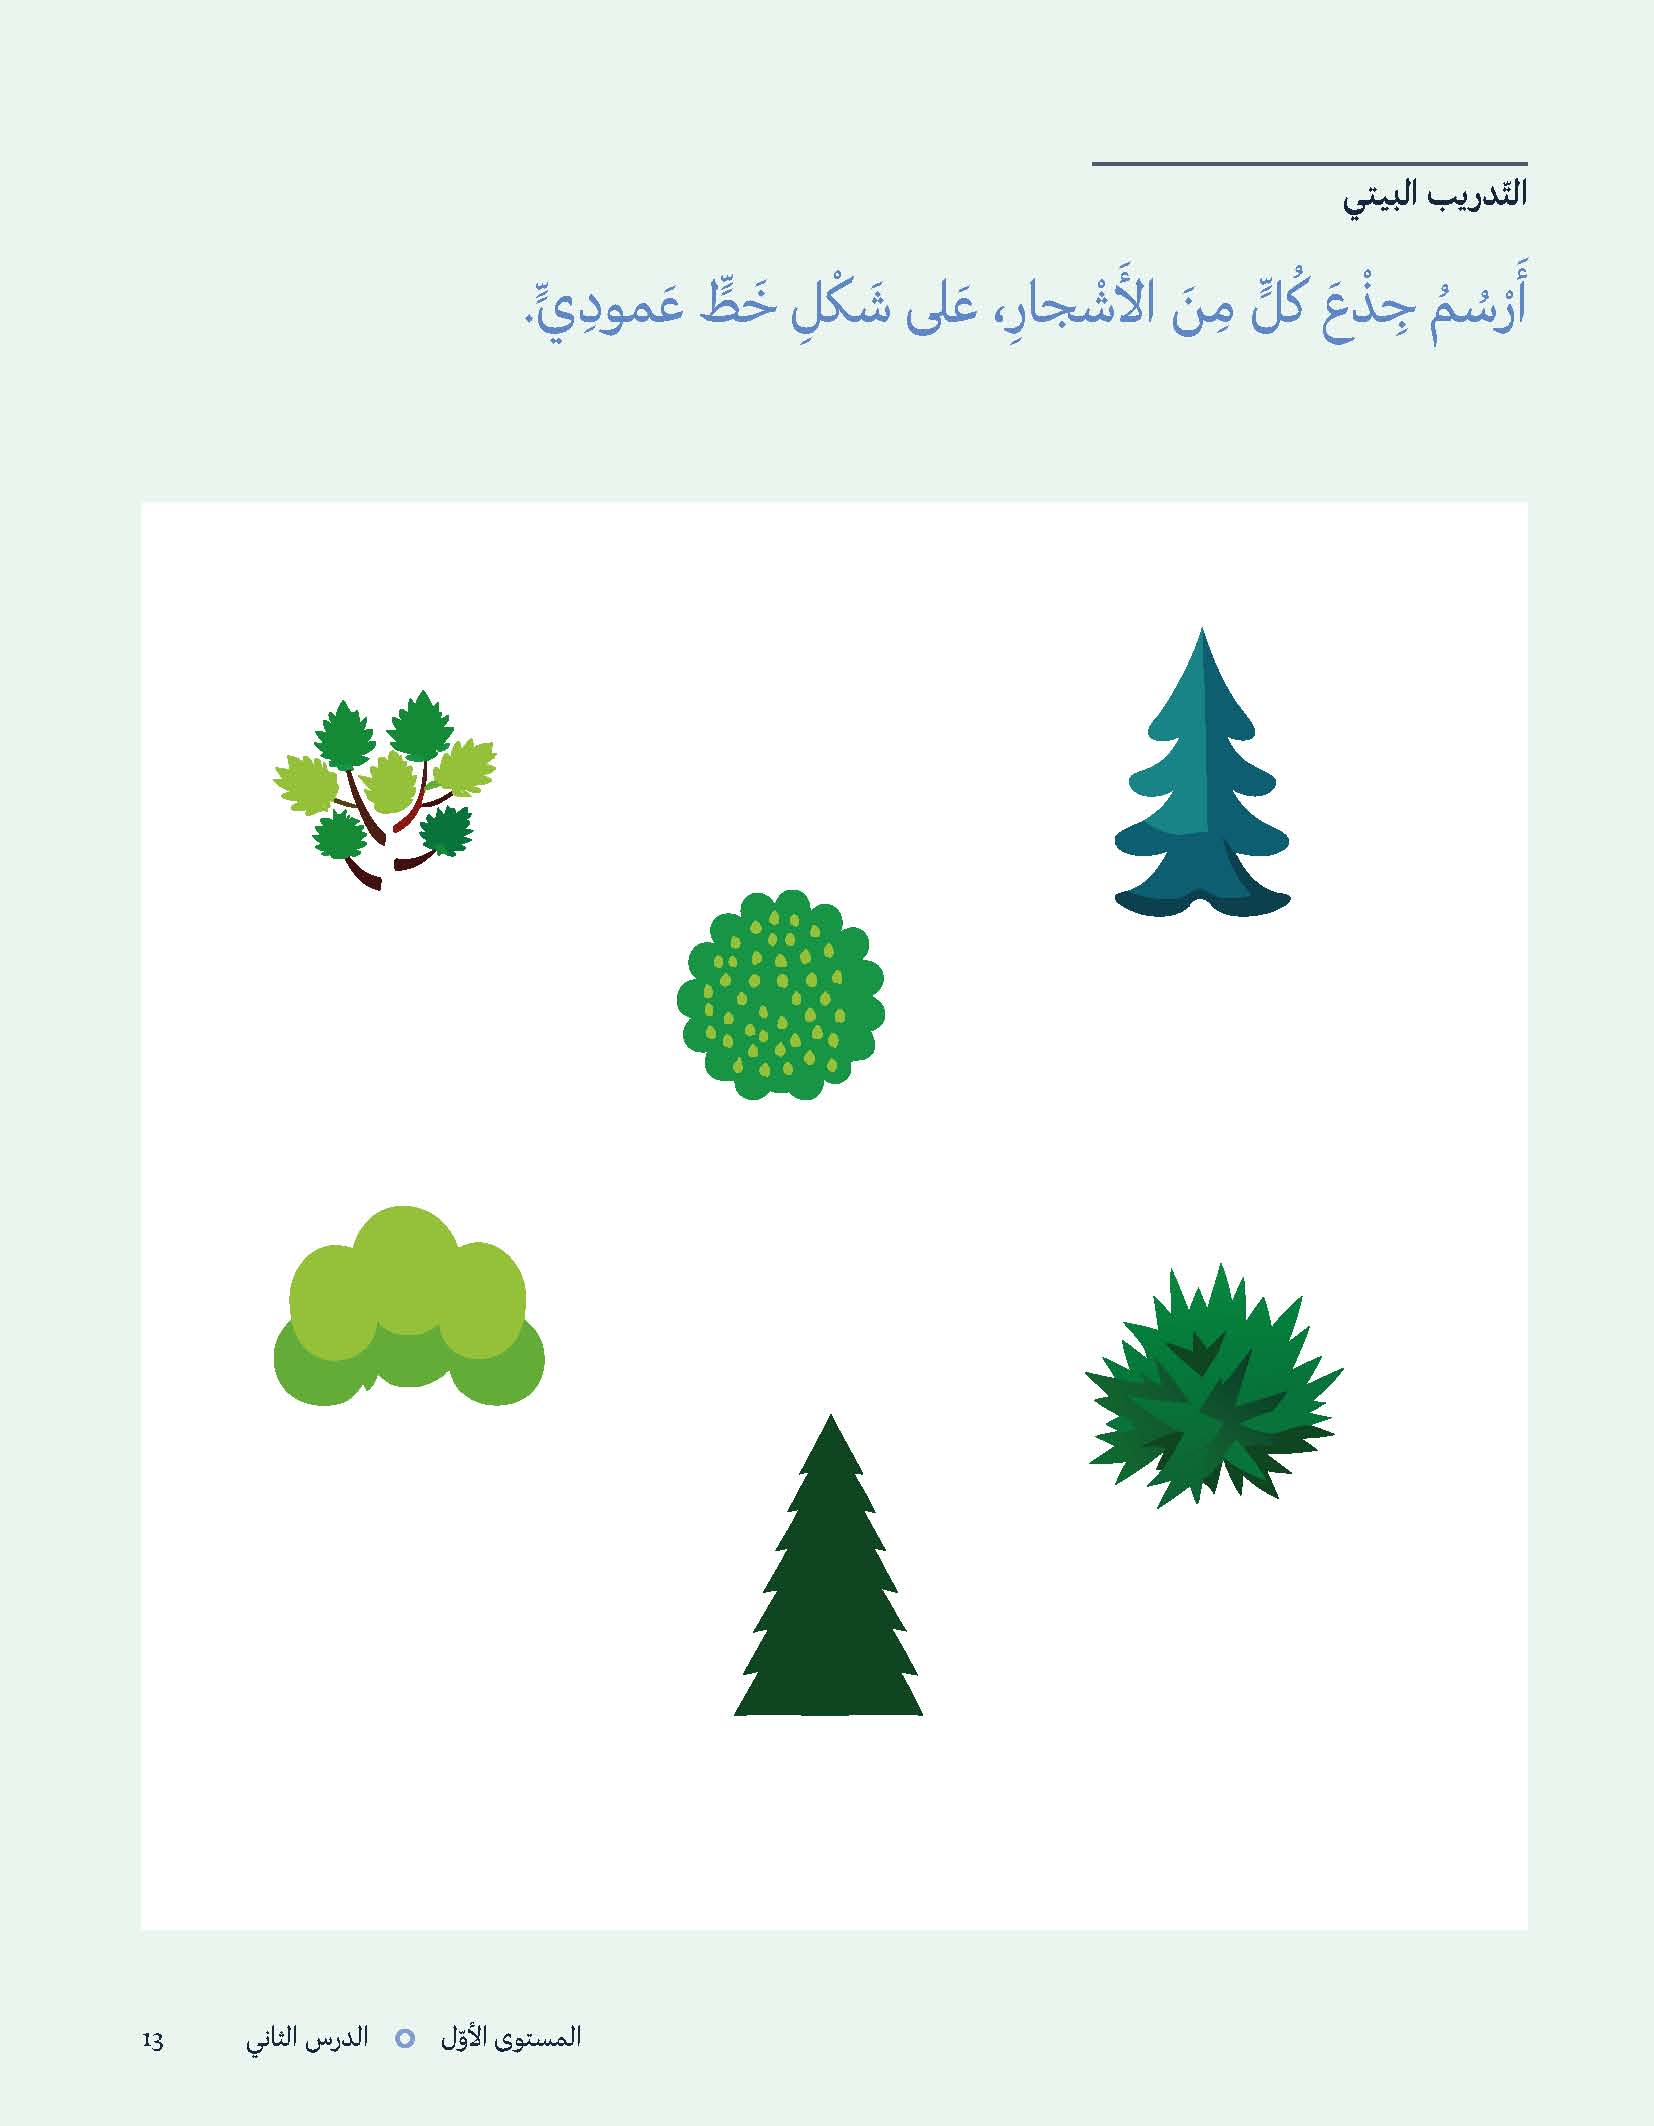 التّدريب البيتي
أَرْسُمُ جِذْعَ كُلٍّ مِنَ الأَشْجارِ، عَلى شَكْلِ خَطٍّ عَمودِيٍّ.
المستوى الأوّل الدرس الثاني 13